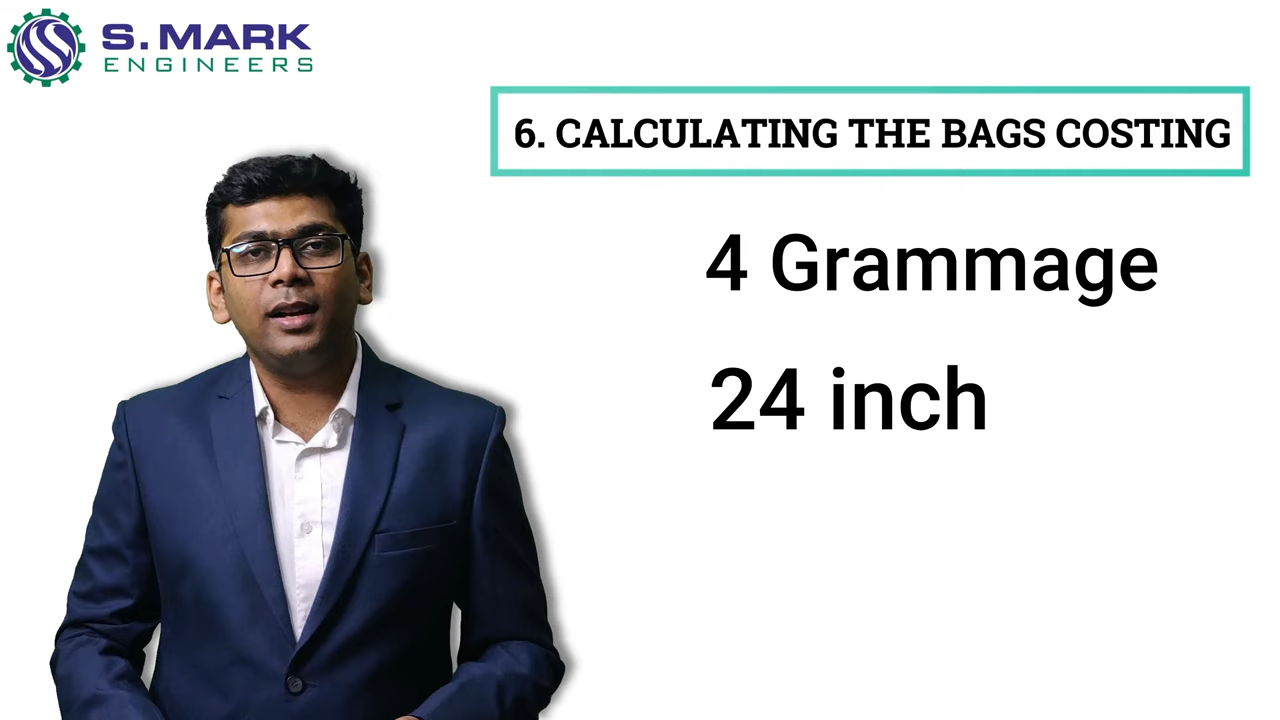 S. MARK
ENGINEERS
6. CALCULATING THE BAGS COSTING
4 Grammage
24 inch